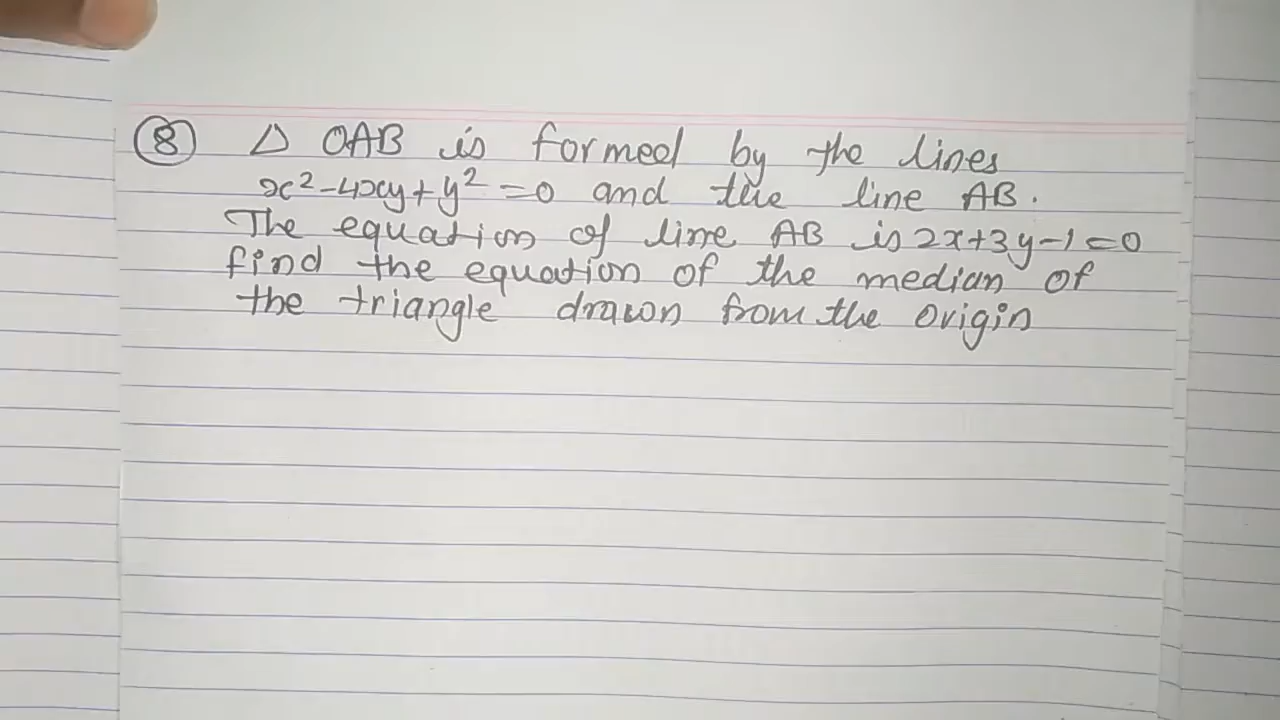 ⑧ △ OAB is formed by the lines
x²-4xy+y²=0 and the line AB.
The equation of line AB is 2x+3y-1=0
find the equation of the median of
the triangle drawn from the origin